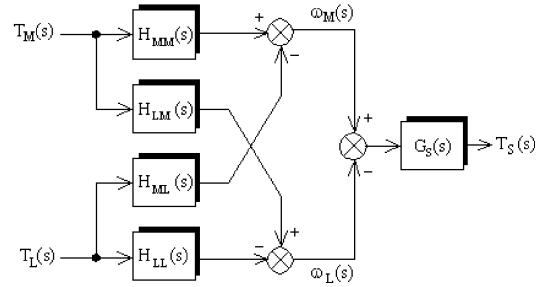 T_M(s)
H_MM(s)
+
−
ω_M(s)
H_LM(s)
+
G_S(s)
T_S(s)
−
H_ML(s)
+
T_L(s)
H_LL(s)
−
ω_L(s)